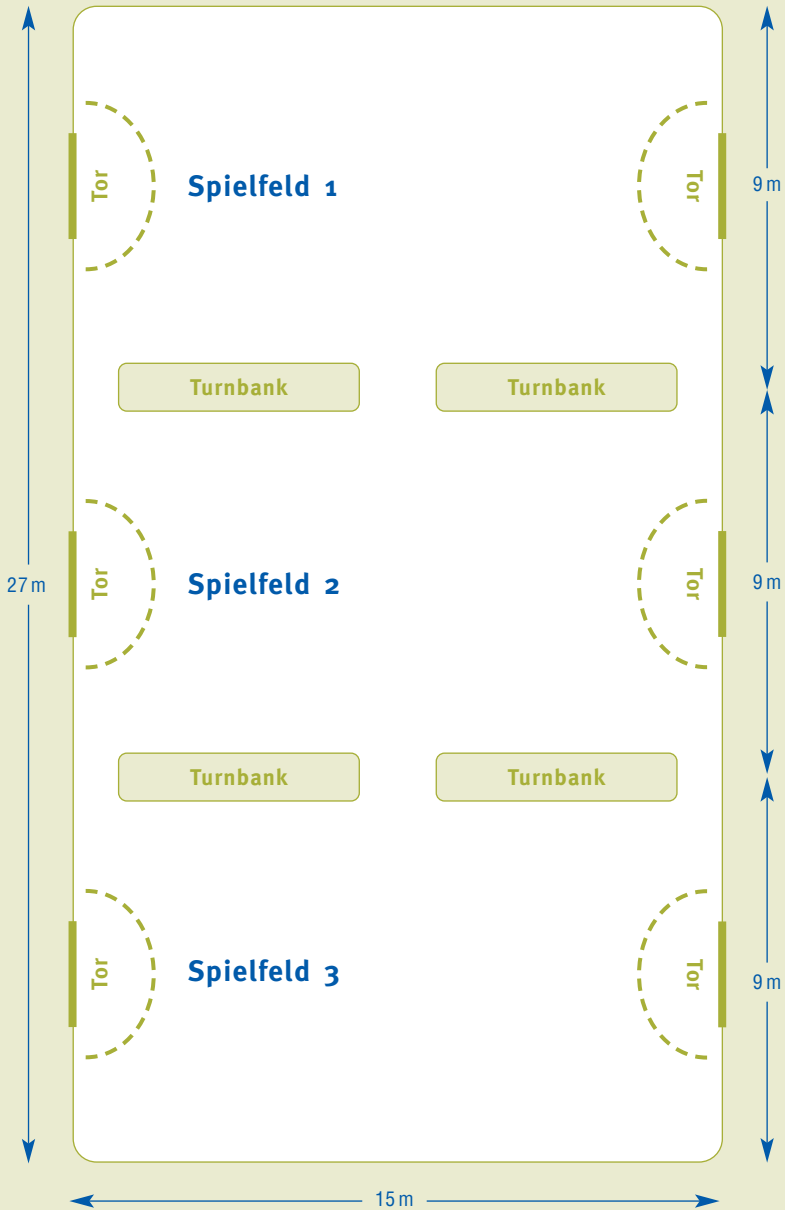 Tor
Spielfeld 1
Tor
9 m
Turnbank
Turnbank
27 m
Tor
Spielfeld 2
Tor
9 m
Turnbank
Turnbank
Tor
Spielfeld 3
Tor
9 m
15 m